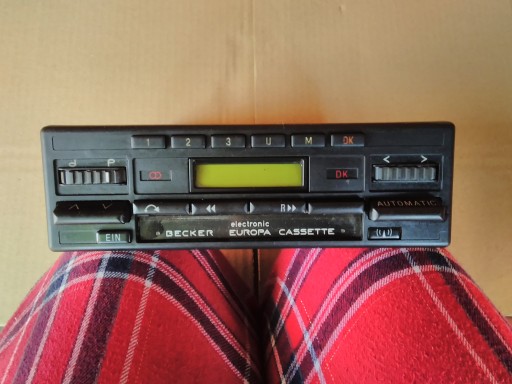 1 2 3 U M DK
DK
< >
AUTOMATIC
◀◀ R▶▶
electronic
EIN BECKER EUROPA CASSETTE